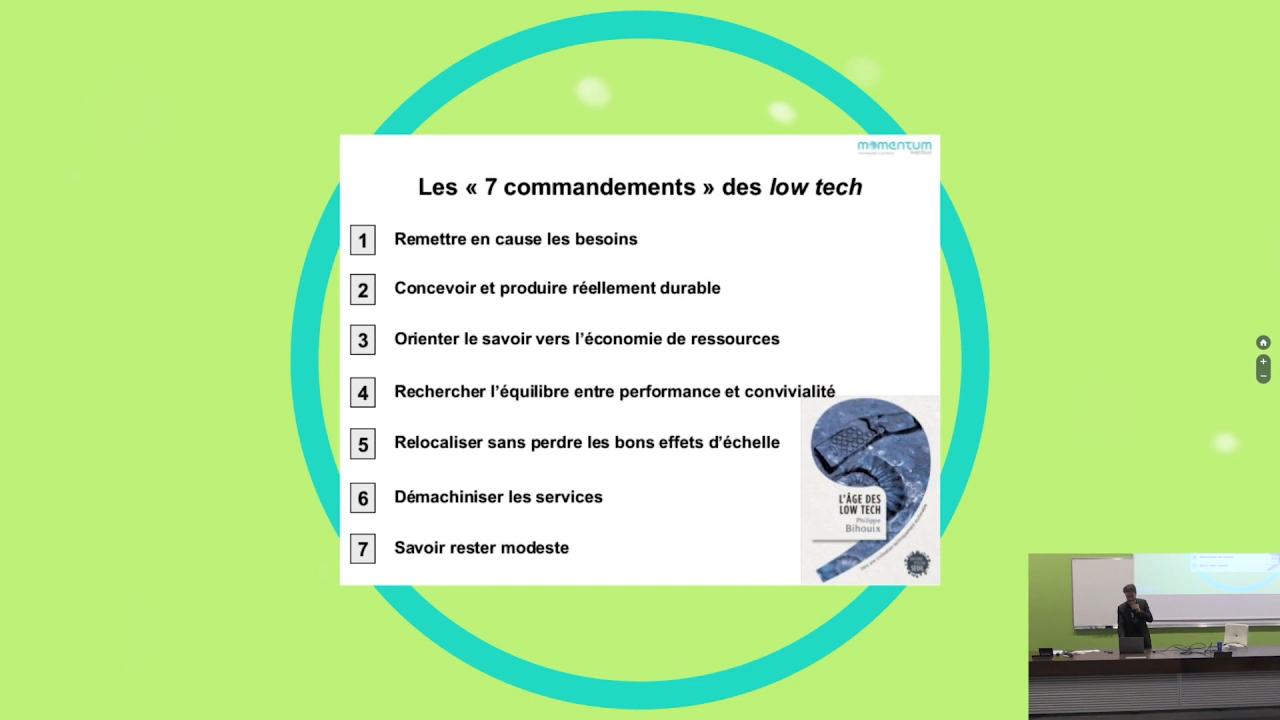 momentum
Les « 7 commandements » des low tech
1 Remettre en cause les besoins
2 Concevoir et produire réellement durable
3 Orienter le savoir vers l’économie de ressources
4 Rechercher l’équilibre entre performance et convivialité
5 Relocaliser sans perdre les bons effets d’échelle
6 Démachiniser les services
7 Savoir rester modeste
L’ÂGE DES
LOW TECH
Philippe
Bihouix